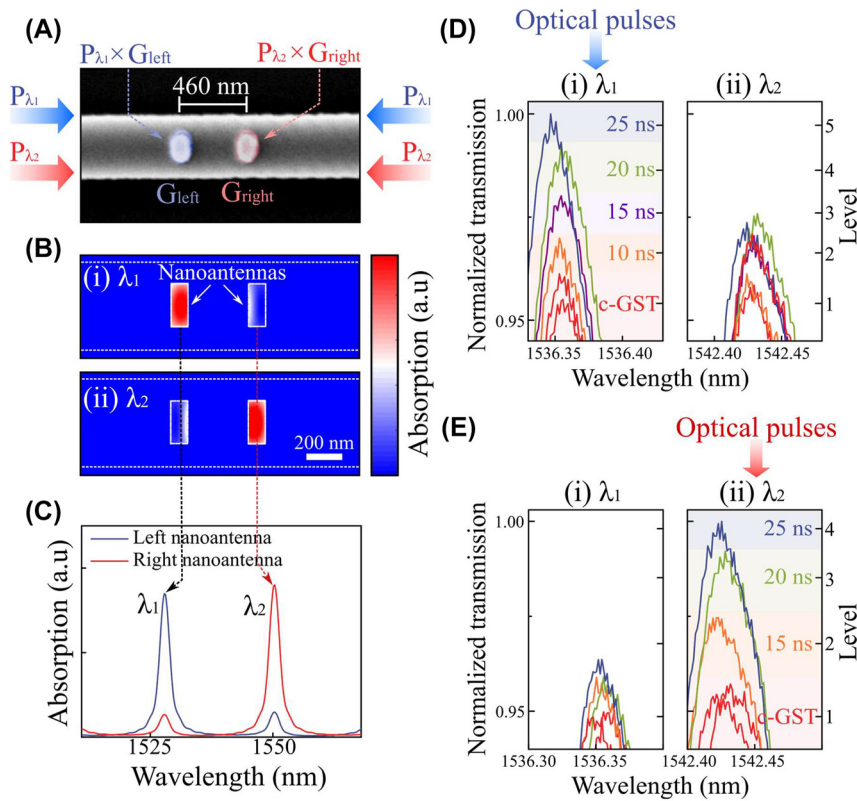 (A)
Pλ1 × Gleft
Pλ2 × Gright
460 nm
Pλ1
Pλ1
Pλ2
Pλ2
Gleft
Gright
(B)
(i) λ1
Nanoantennas
(ii) λ2
200 nm
Absorption (a.u)
(C)
Left nanoantenna
Right nanoantenna
λ1
λ2
Absorption (a.u)
1525
1550
Wavelength (nm)
(D)
Optical pulses
(i) λ1
(ii) λ2
1.00
25 ns
20 ns
15 ns
10 ns
c-GST
0.95
Normalized transmission
5
4
3
2
1
Level
1536.35
1536.40
1542.40
1542.45
Wavelength (nm)
(E)
Optical pulses
(i) λ1
(ii) λ2
1.00
25 ns
20 ns
15 ns
c-GST
0.95
Normalized transmission
4
3
2
1
Level
1536.30
1536.35
1542.40
1542.45
Wavelength (nm)